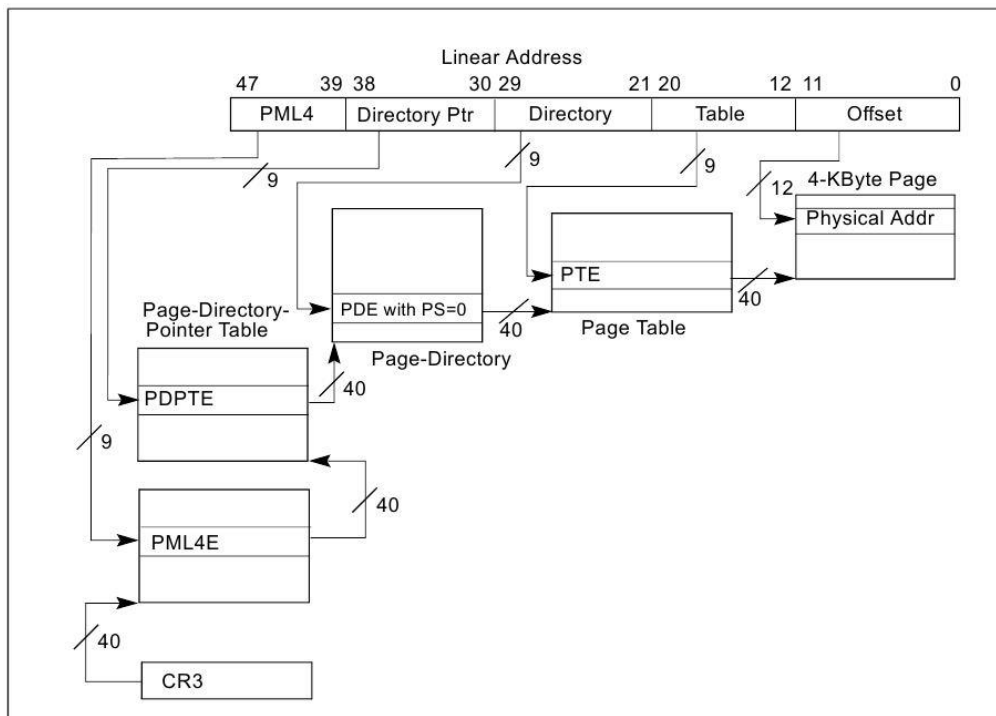 Linear Address
47 39 38 30 29 21 20 12 11 0
PML4 Directory Ptr Directory Table Offset
9 9 9
12 4-KByte Page
Physical Addr
PTE
40
PDE with PS=0
40
Page Table
Page-Directory-
Pointer Table
Page-Directory
40
PDPTE
9
40
PML4E
40
CR3